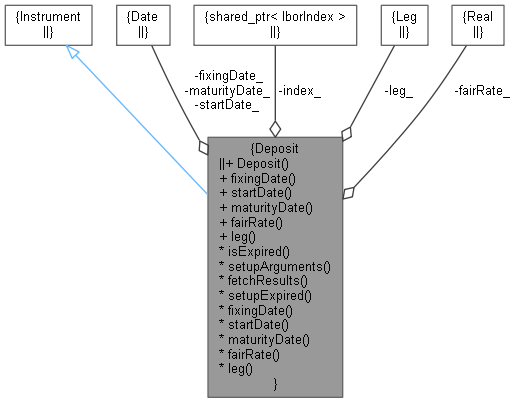 {Instrument
||}
{Date
||}
{shared_ptr< IborIndex >
||}
{Leg
||}
{Real
||}
-fixingDate_
-maturityDate_
-startDate_
-index_
-leg_
-fairRate_
{Deposit
||+ Deposit()
+ fixingDate()
+ startDate()
+ maturityDate()
+ fairRate()
+ leg()
* isExpired()
* setupArguments()
* fetchResults()
* setupExpired()
* fixingDate()
* startDate()
* maturityDate()
* fairRate()
* leg()
}